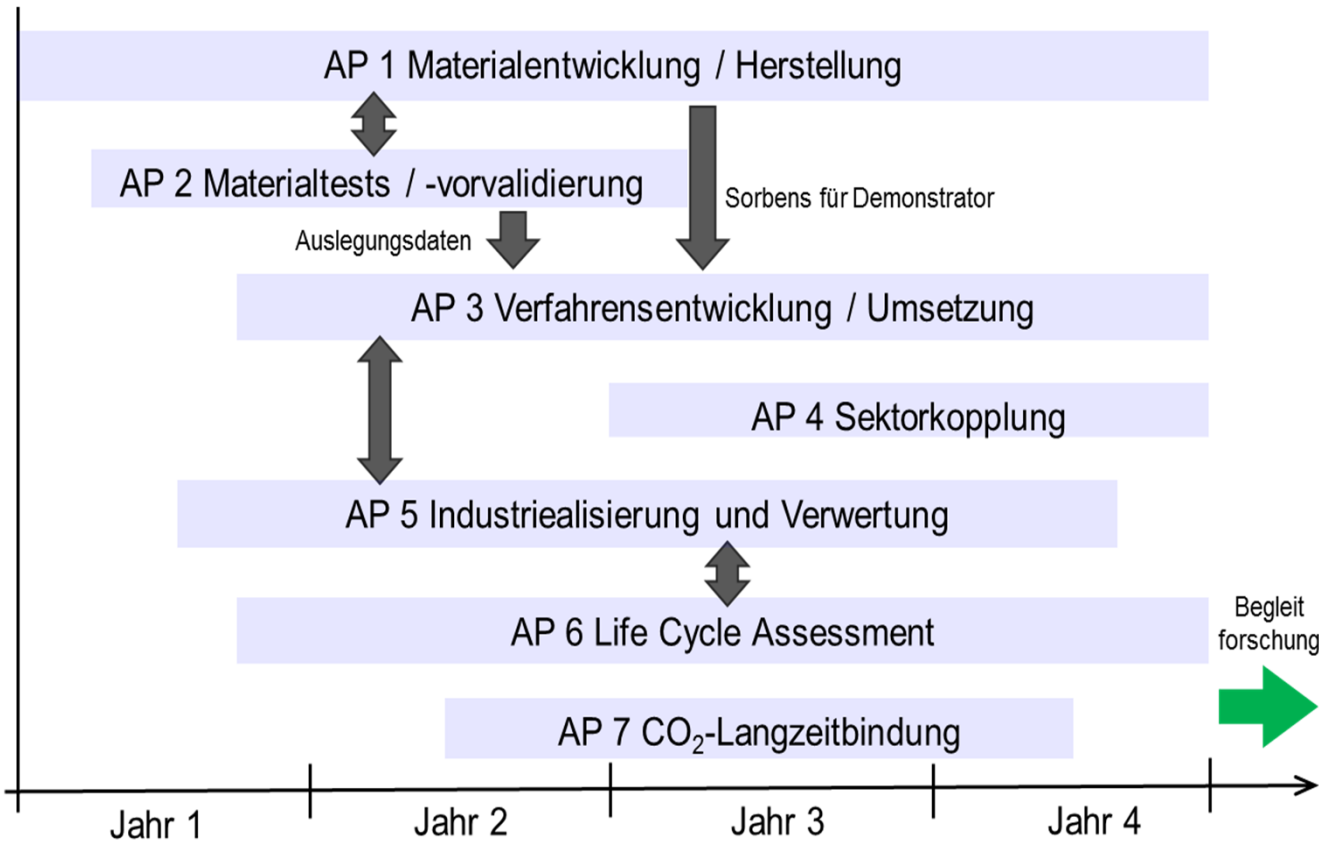 AP 1 Materialentwicklung / Herstellung
AP 2 Materialtests / -vorvalidierung
Sorbens für Demonstrator
Auslegungsdaten
AP 3 Verfahrensentwicklung / Umsetzung
AP 4 Sektorkopplung
AP 5 Industriealisierung und Verwertung
AP 6 Life Cycle Assessment
Begleit
forschung
AP 7 CO₂-Langzeitbindung
Jahr 1
Jahr 2
Jahr 3
Jahr 4